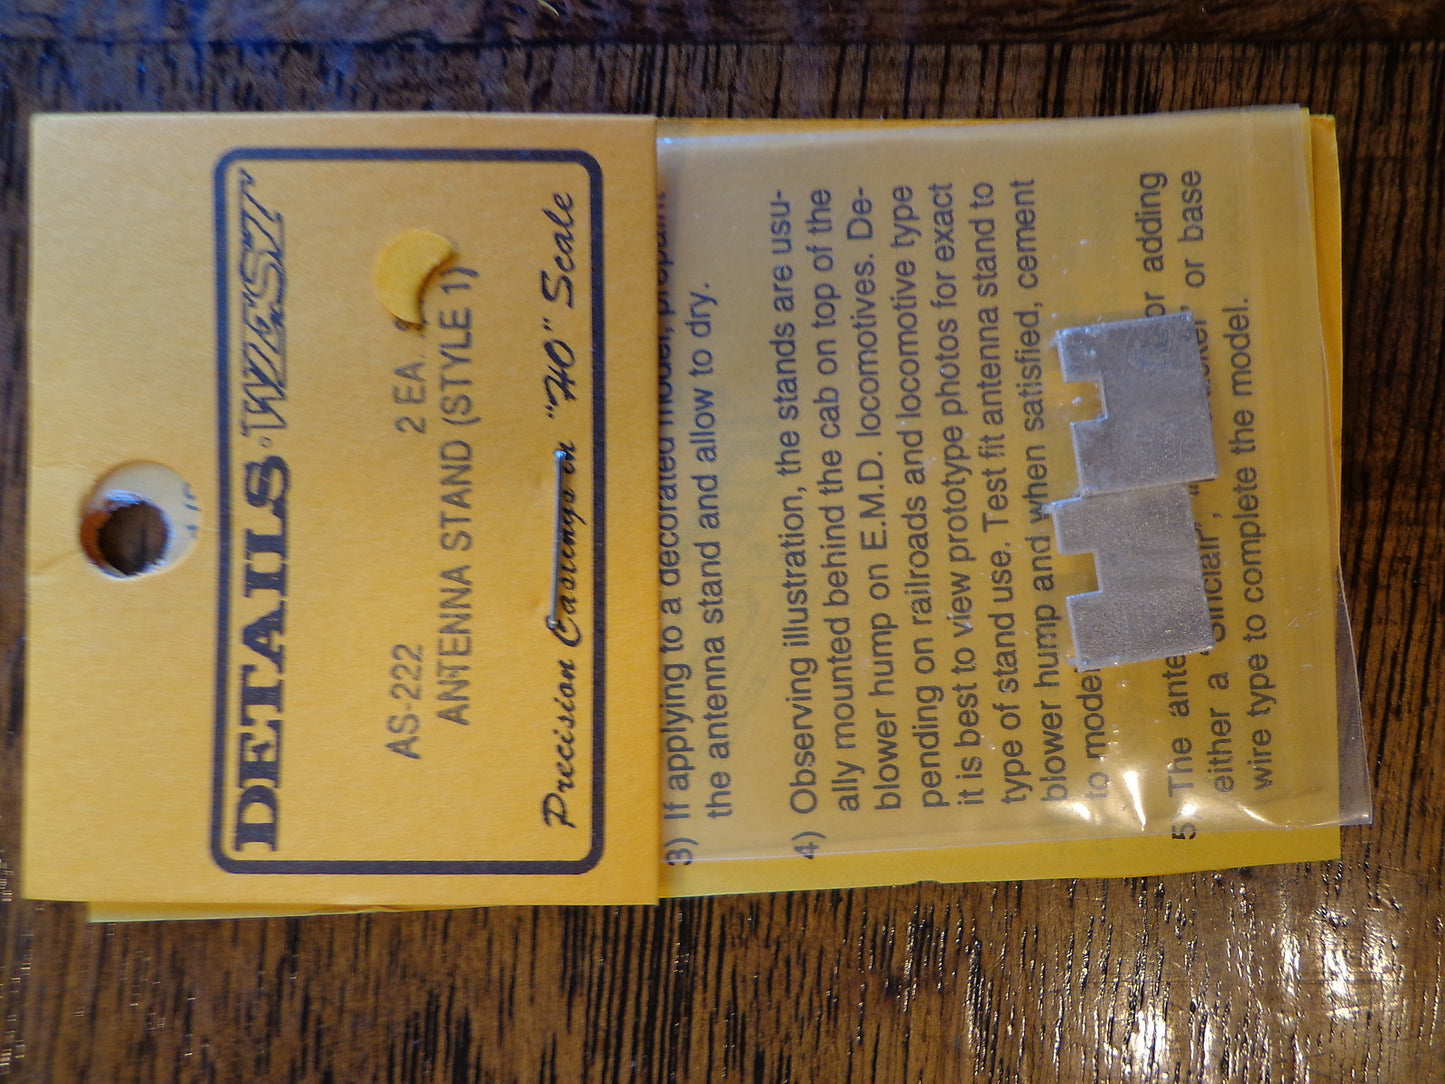 DETAILS • WEST"
AS-222 2 EA.
ANTENNA STAND (STYLE 1)
Precision Castings in "HO" Scale
3) If applying to a decorated model, prepaint
the antenna stand and allow to dry.
4) Observing illustration, the stands are usu-
ally mounted behind the cab on top of the
blower hump on E.M.D. locomotives. De-
pending on railroads and locomotive type
it is best to view prototype photos for exact
type of stand use. Test fit antenna stand to
blower hump and when satisfied, cement
to model
5) The or adding
either a "Sinclair", or base
wire type to complete the model.